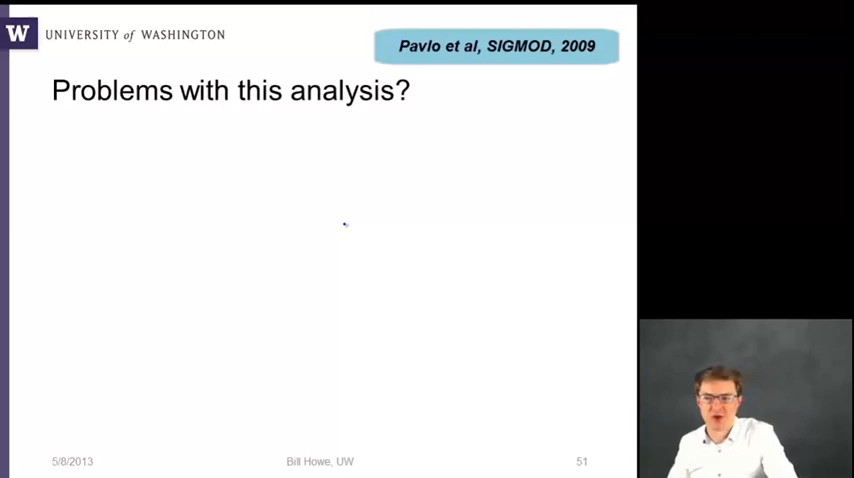 W UNIVERSITY of WASHINGTON
Pavlo et al, SIGMOD, 2009
Problems with this analysis?
5/8/2013 Bill Howe, UW 51